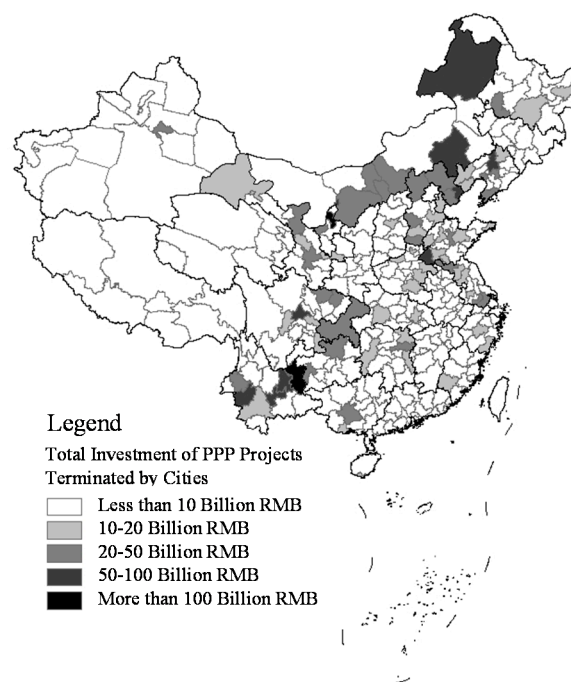 Legend
Total Investment of PPP Projects
Terminated by Cities
Less than 10 Billion RMB
10-20 Billion RMB
20-50 Billion RMB
50-100 Billion RMB
More than 100 Billion RMB